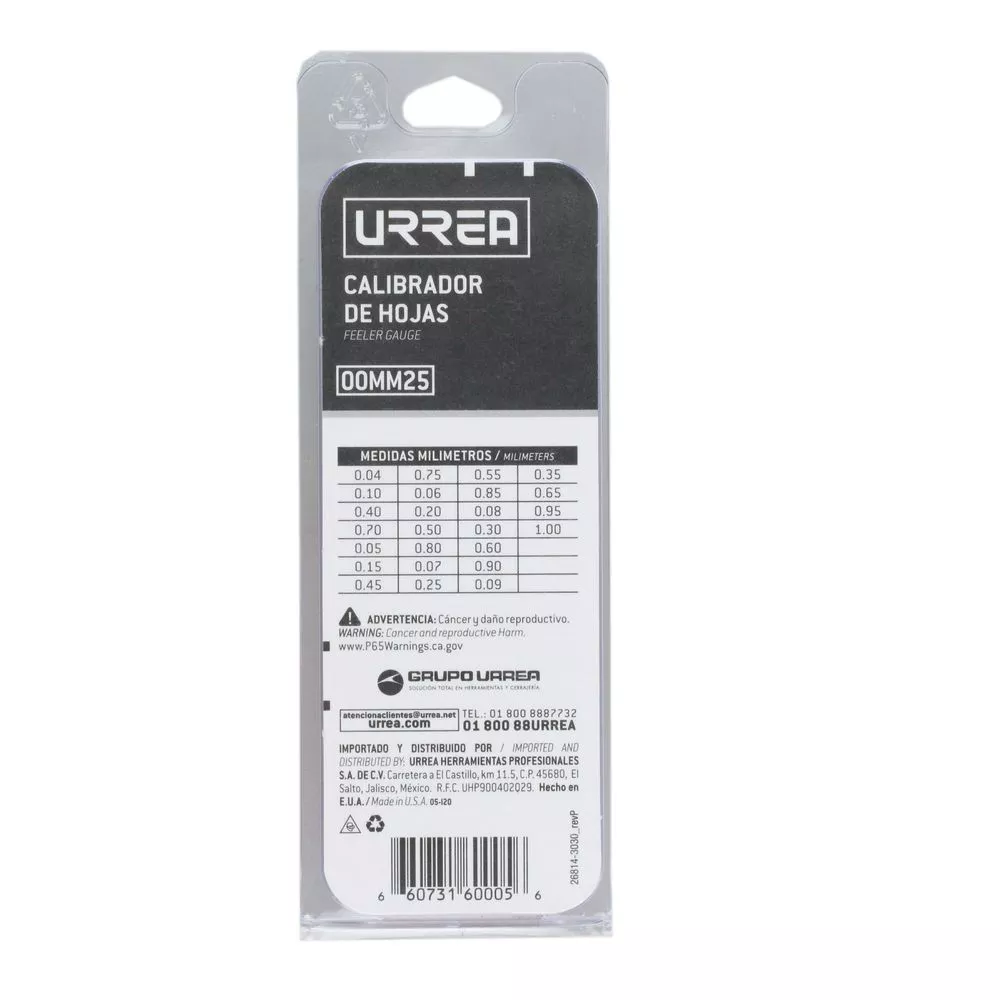 URREA
CALIBRADOR
DE HOJAS
FEELER GAUGE
00MM25
MEDIDAS MILIMETROS / MILIMETERS
0.04 0.75 0.55 0.35
0.10 0.06 0.85 0.65
0.40 0.20 0.08 0.95
0.70 0.50 0.30 1.00
0.05 0.80 0.60
0.15 0.07 0.90
0.45 0.25 0.09
ADVERTENCIA: Cáncer y daño reproductivo.
WARNING: Cancer and reproductive Harm.
www.P65Warnings.ca.gov
GRUPO URREA
SOLUCIÓN TOTAL EN HERRAMIENTAS Y CERRAJERÍA
atencionaclientes@urrea.net
urrea.com
TEL.: 01 800 8887732
01 800 88URREA
IMPORTADO Y DISTRIBUIDO POR / IMPORTED AND
DISTRIBUTED BY: URREA HERRAMIENTAS PROFESIONALES
S.A. DE C.V. Carretera a El Castillo, km 11.5, C.P. 45680, El
Salto, Jalisco, México. R.F.C. UHP900402Q29. Hecho en
E.U.A. / Made in U.S.A. 05-I20
26814-3030_revP
6 60731 60005 6